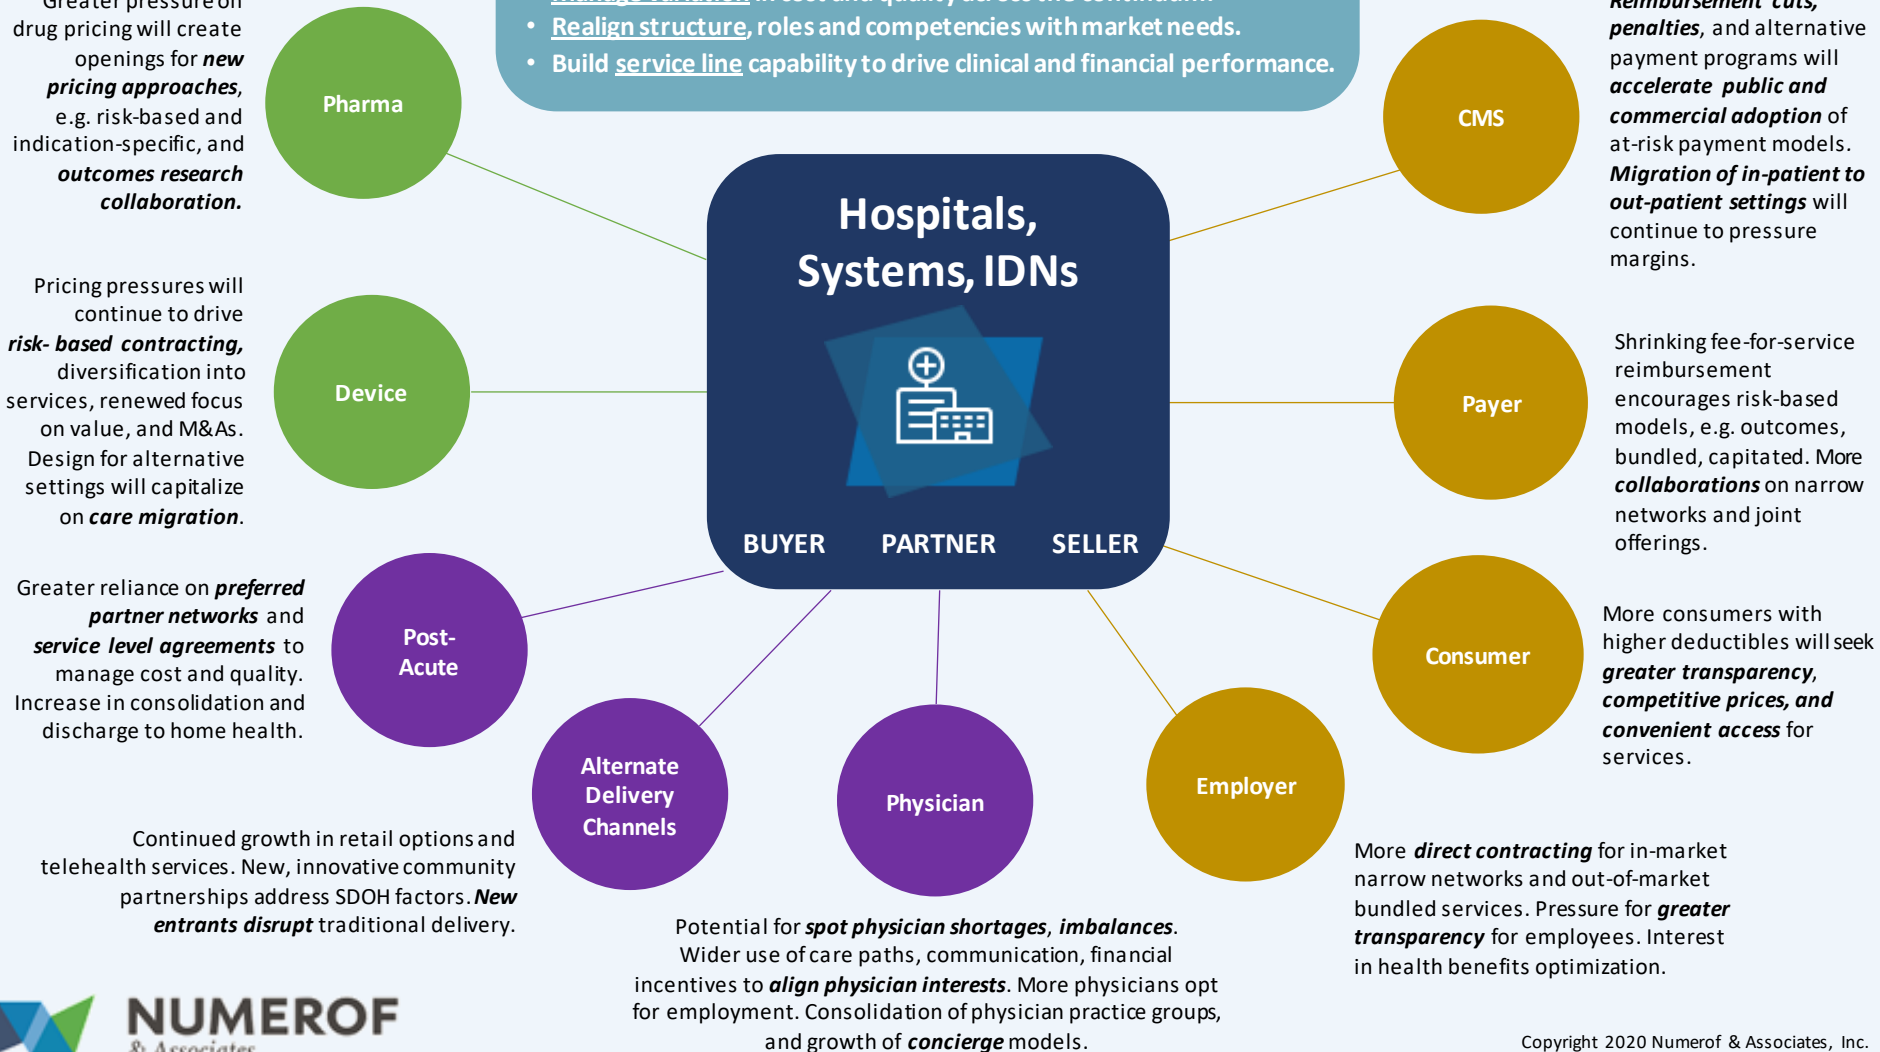 Greater pressure on
drug pricing will create
openings for new
pricing approaches,
e.g. risk-based and
indication-specific, and
outcomes research
collaboration.
Pharma
Manage variation in cost and quality across the continuum.
• Realign structure, roles and competencies with market needs.
• Build service line capability to drive clinical and financial performance.
CMS
Reimbursement cuts,
penalties, and alternative
payment programs will
accelerate public and
commercial adoption of
at-risk payment models.
Migration of in-patient to
out-patient settings will
continue to pressure
margins.
Hospitals,
Systems, IDNs
BUYER PARTNER SELLER
Pricing pressures will
continue to drive
risk- based contracting,
diversification into
services, renewed focus
on value, and M&As.
Design for alternative
settings will capitalize
on care migration.
Device
Payer
Shrinking fee-for-service
reimbursement
encourages risk-based
models, e.g. outcomes,
bundled, capitated. More
collaborations on narrow
networks and joint
offerings.
Greater reliance on preferred
partner networks and
service level agreements to
manage cost and quality.
Increase in consolidation and
discharge to home health.
Post-
Acute
Consumer
More consumers with
higher deductibles will seek
greater transparency,
competitive prices, and
convenient access for
services.
Alternate
Delivery
Channels
Continued growth in retail options and
telehealth services. New, innovative community
partnerships address SDOH factors. New
entrants disrupt traditional delivery.
Physician
Potential for spot physician shortages, imbalances.
Wider use of care paths, communication, financial
incentives to align physician interests. More physicians opt
for employment. Consolidation of physician practice groups,
and growth of concierge models.
Employer
More direct contracting for in-market
narrow networks and out-of-market
bundled services. Pressure for greater
transparency for employees. Interest
in health benefits optimization.
NUMEROF
& Associates
Copyright 2020 Numerof & Associates, Inc.